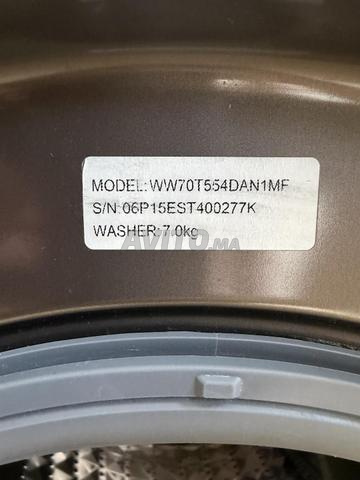 MODEL:WW70T554DAN1MF
S/N:06P15EST400277K
WASHER:7.0kg
AVITO.ma